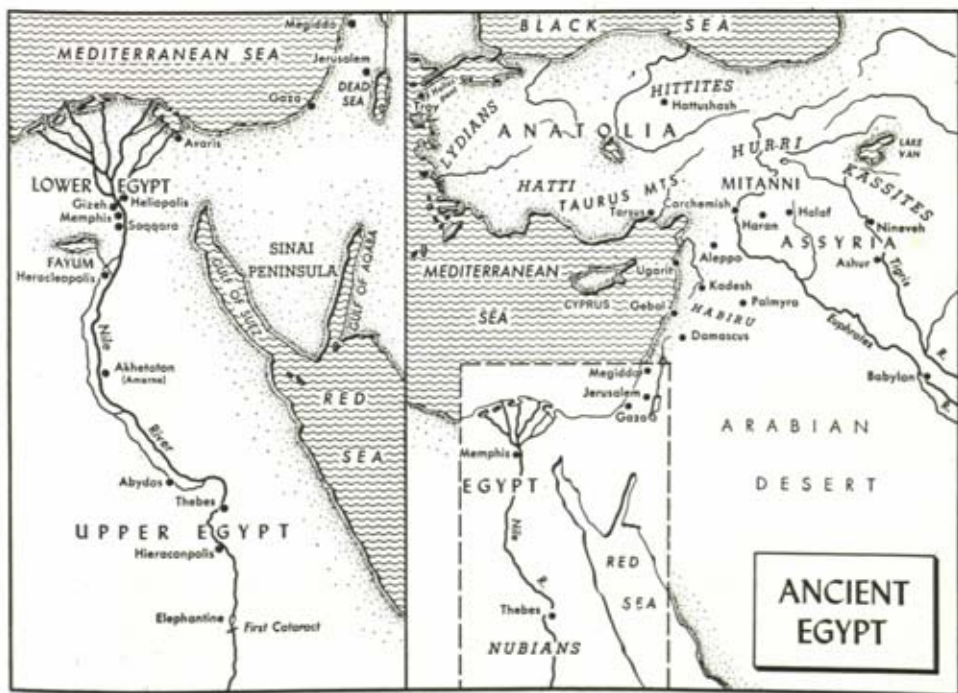 Megiddo
MEDITERRANEAN SEA
Jerusalem
DEAD
SEA
Gaza
Avaris
LOWER EGYPT
Gizeh
Heliopolis
Memphis
Saqqara
FAYUM
Heracleopolis
SINAI
PENINSULA
GULF OF SUEZ
GULF OF AQABA
Nile
Akhetaton
(Amarna)
River
RED
SEA
Abydos
Thebes
UPPER EGYPT
Hieraconpolis
Elephantine
First Cataract
BLACK SEA
HITTITES
Hattushash
Troy
LYDIANS
ANATOLIA
HURRI
LAKE
VAN
KASSITES
HATTI
TAURUS MTS.
MITANNI
Tarsus
Carchemish
Haran
Halaf
Nineveh
ASSYRIA
Ashur
Tigris
R.
Aleppo
MEDITERRANEAN
SEA
Ugarit
CYPRUS
Kadesh
Gebal
HABIRU
Palmyra
Damascus
Euphrates
R.
Babylon
Megiddo
Jerusalem
Gaza
ARABIAN
DESERT
Memphis
EGYPT
Nile
R.
RED
SEA
Thebes
NUBIANS
ANCIENT
EGYPT